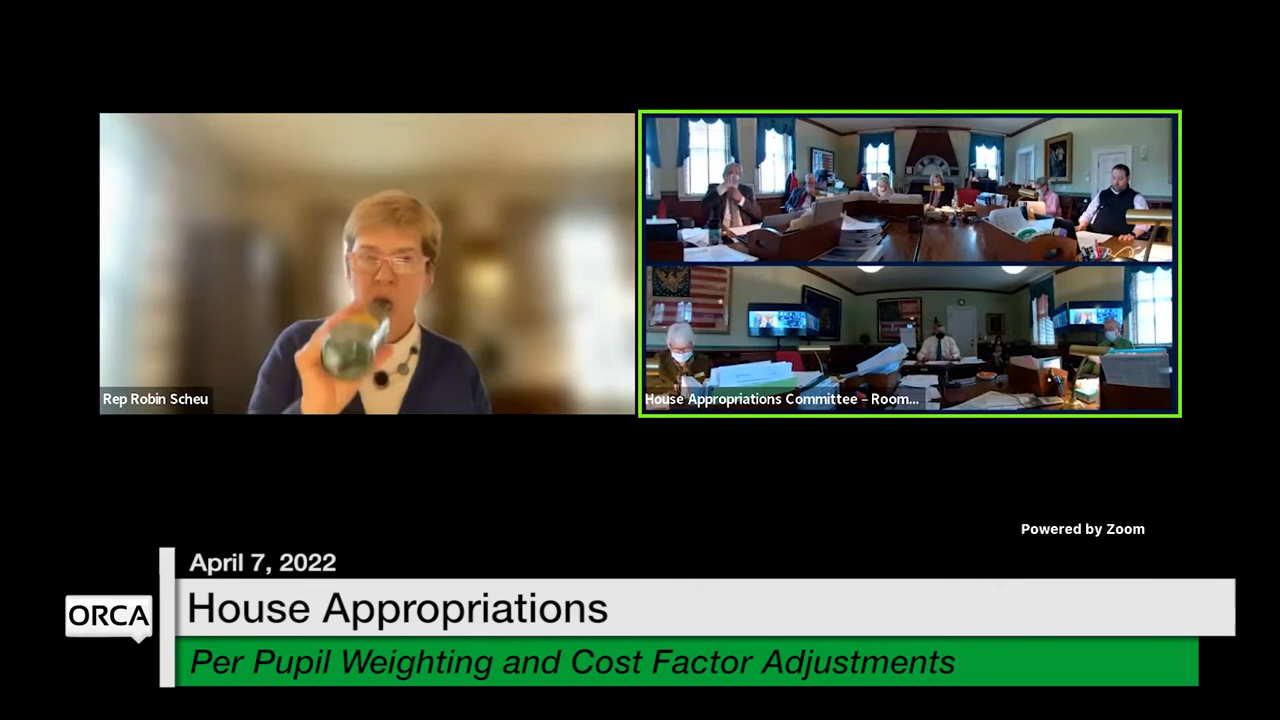 Rep Robin Scheu
House Appropriations Committee – Room...
Powered by Zoom
April 7, 2022
ORCA
House Appropriations
Per Pupil Weighting and Cost Factor Adjustments